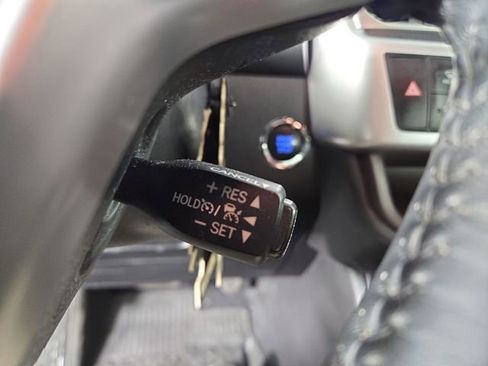 CANCEL
+ RES ▲
HOLD / ◀
− SET ▼